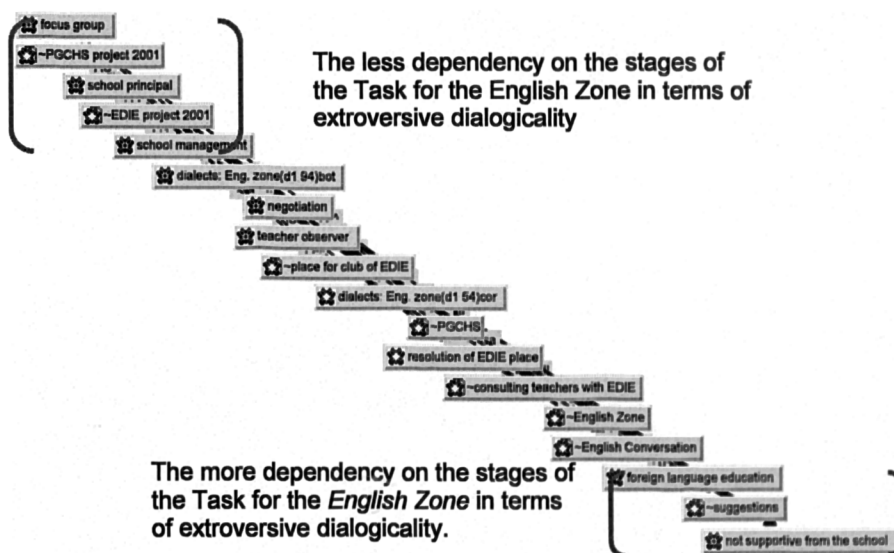 focus group
~PGCHS project 2001
school principal
~EDIE project 2001
school management
The less dependency on the stages of
the Task for the English Zone in terms of
extroversive dialogicality
dialects: Eng. zone(d1 94)bot
negotiation
teacher observer
~place for club of EDIE
dialects: Eng. zone(d1 54)cor
~PGCHS
resolution of EDIE place
~consulting teachers with EDIE
~English Zone
~English Conversation
The more dependency on the stages of
the Task for the English Zone in terms
of extroversive dialogicality.
foreign language education
~suggestions
not supportive from the school